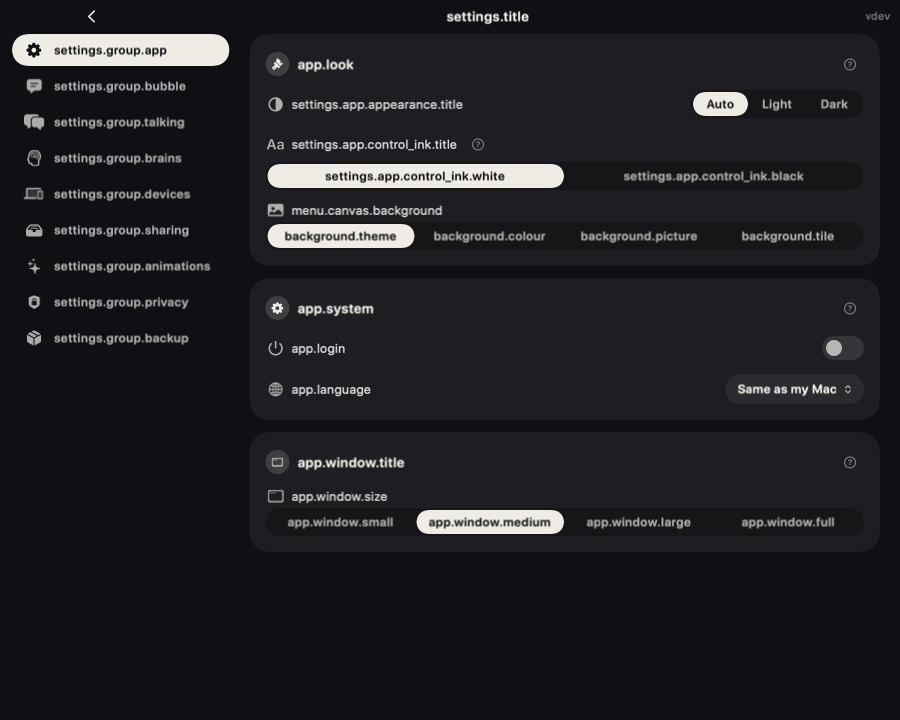 settings.title
vdev
settings.group.app
settings.group.bubble
settings.group.talking
settings.group.brains
settings.group.devices
settings.group.sharing
settings.group.animations
settings.group.privacy
settings.group.backup
app.look
settings.app.appearance.title
Auto Light Dark
Aa settings.app.control_ink.title
settings.app.control_ink.white settings.app.control_ink.black
menu.canvas.background
background.theme background.colour background.picture background.tile
app.system
app.login
app.language Same as my Mac
app.window.title
app.window.size
app.window.small app.window.medium app.window.large app.window.full